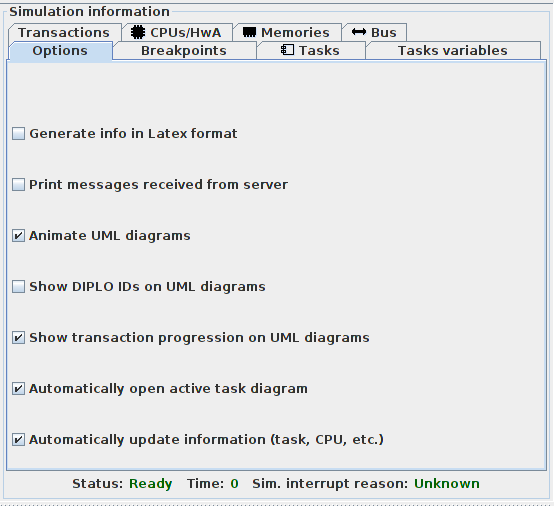 Simulation information
Transactions CPUs/HwA Memories Bus
Options Breakpoints Tasks Tasks variables
Generate info in Latex format
Print messages received from server
Animate UML diagrams
Show DIPLO IDs on UML diagrams
Show transaction progression on UML diagrams
Automatically open active task diagram
Automatically update information (task, CPU, etc.)
Status: Ready Time: 0 Sim. interrupt reason: Unknown